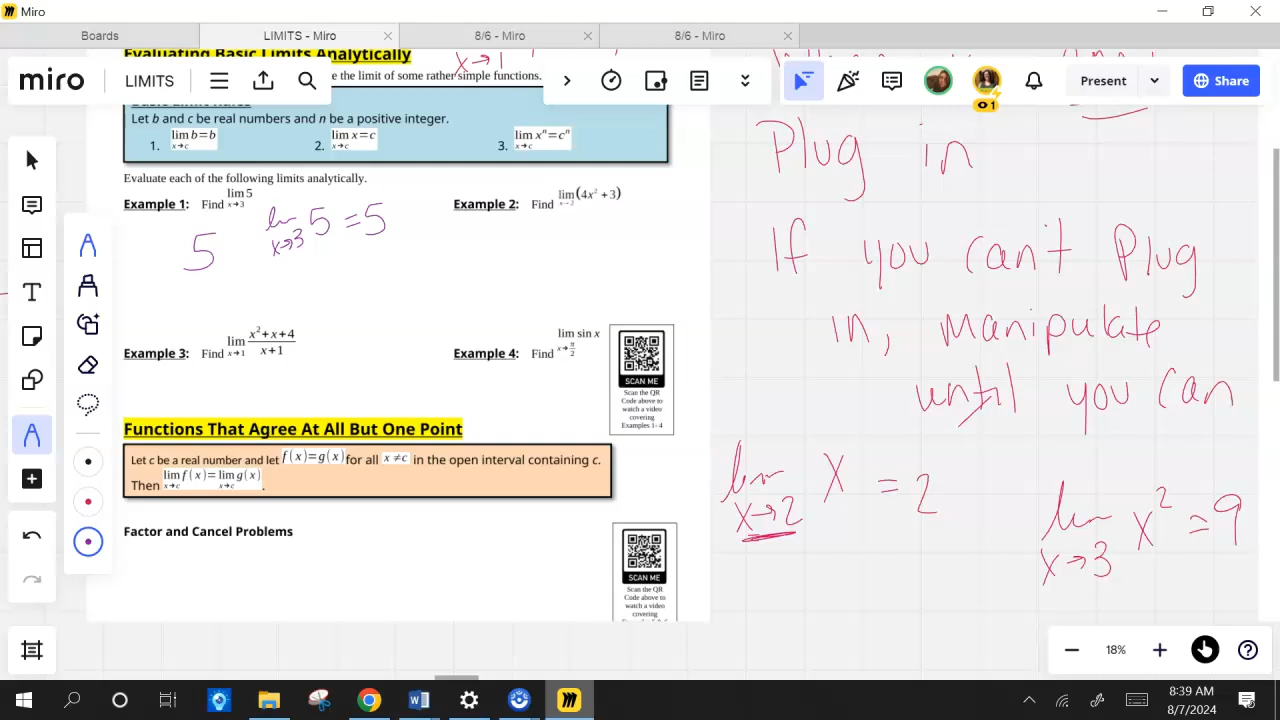 Miro
Boards
LIMITS - Miro
8/6 - Miro
8/6 - Miro
Evaluating Basic Limits Analytically
x→1
miro
LIMITS
e the limit of some rather simple functions.
Present
Share
1
Let b and c be real numbers and n be a positive integer.
1. lim x→c b=b
2. lim x→c x=c
3. lim x→c xⁿ=cⁿ
Evaluate each of the following limits analytically.
Example 1: Find lim x→3 5
Example 2: Find lim x→2 (4x²+3)
5 lim x→3 5 = 5
Example 3: Find lim x→1 x²+x+4 / x+1
Example 4: Find lim x→π/2 sin x
SCAN ME
Scan the QR
Code above to
watch a video
covering
Examples 1- 4
Functions That Agree At All But One Point
Let c be a real number and let f(x)=g(x) for all x≠c in the open interval containing c.
Then lim x→c f(x)=lim x→c g(x).
Factor and Cancel Problems
SCAN ME
Scan the QR
Code above to
watch a video
covering
Plug in
If you can't Plug
in, manipulate
until you can
lim x→2 x = 2
lim x→3 x² = 9
18%
8:39 AM
8/7/2024